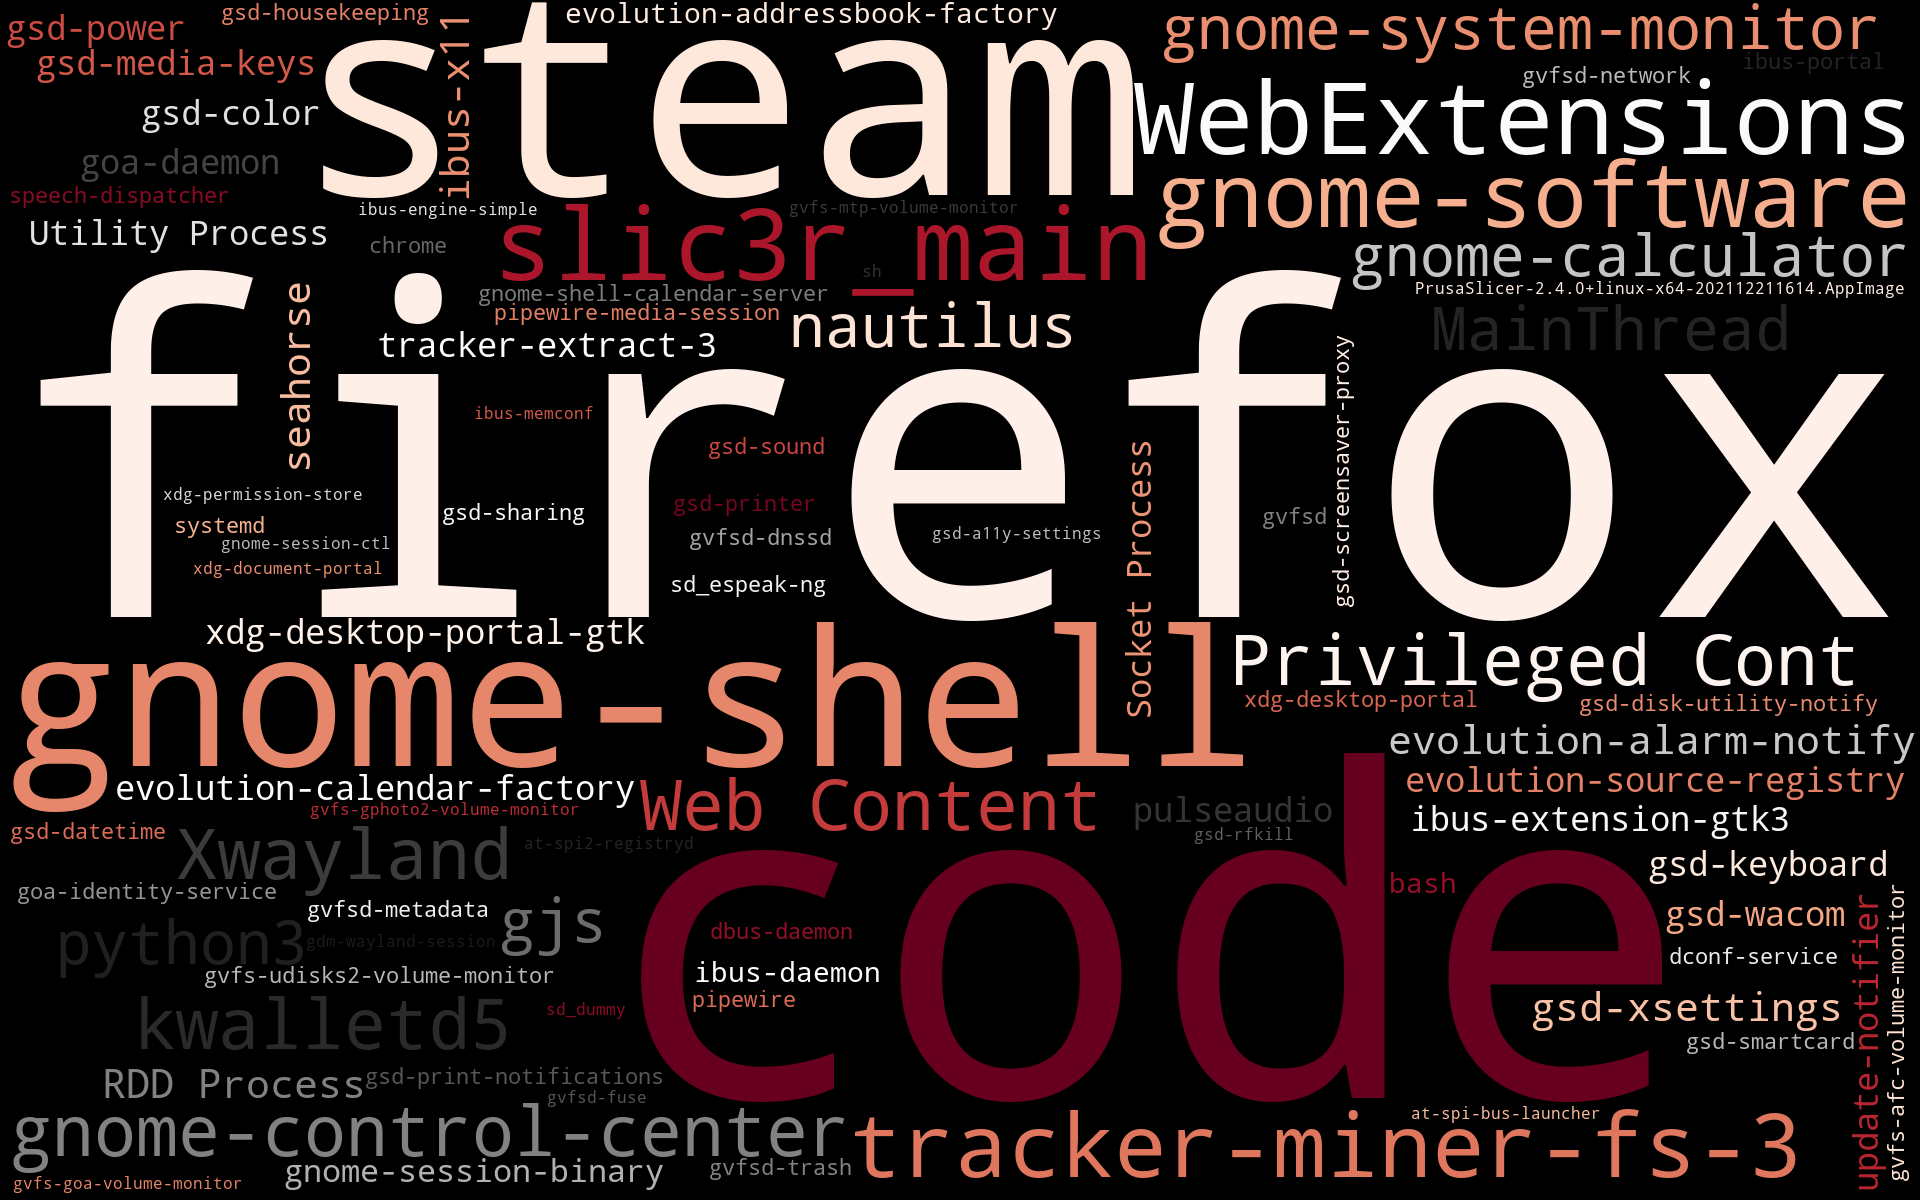 gsd-housekeeping
evolution-addressbook-factory
gsd-power
steam
gnome-system-monitor
gsd-media-keys
ibus-x11
ibus-portal
gvfsd-network
gsd-color
WebExtensions
goa-daemon
speech-dispatcher
gnome-software
ibus-engine-simple
gvfs-mtp-volume-monitor
Utility Process
chrome
slic3r_main
gnome-calculator
sh
gnome-shell-calendar-server
PrusaSlicer-2.4.0+linux-x64-202112211614.AppImage
pipewire-media-session
nautilus
MainThread
seahorse
tracker-extract-3
firefox
ibus-memconf
gsd-sound
gsd-screensaver-proxy
xdg-permission-store
gsd-sharing
gsd-printer
gvfsd
systemd
gnome-session-ctl
gvfsd-dnssd
gsd-a11y-settings
Socket Process
xdg-document-portal
sd_espeak-ng
xdg-desktop-portal-gtk
gnome-shell
Privileged Cont
xdg-desktop-portal
gsd-disk-utility-notify
evolution-alarm-notify
evolution-calendar-factory
Web Content
evolution-source-registry
gvfs-gphoto2-volume-monitor
pulseaudio
ibus-extension-gtk3
gsd-datetime
gsd-rfkill
Xwayland
at-spi2-registryd
gsd-keyboard
bash
goa-identity-service
gvfsd-metadata
gjs
code
gsd-wacom
python3
gdm-wayland-session
dbus-daemon
dconf-service
gvfs-udisks2-volume-monitor
ibus-daemon
pipewire
sd_dummy
gsd-xsettings
kwalletd5
gsd-smartcard
update-notifier
gvfs-afc-volume-monitor
RDD Process
gsd-print-notifications
gvfsd-fuse
at-spi-bus-launcher
gnome-control-center
tracker-miner-fs-3
gnome-session-binary
gvfsd-trash
gvfs-goa-volume-monitor